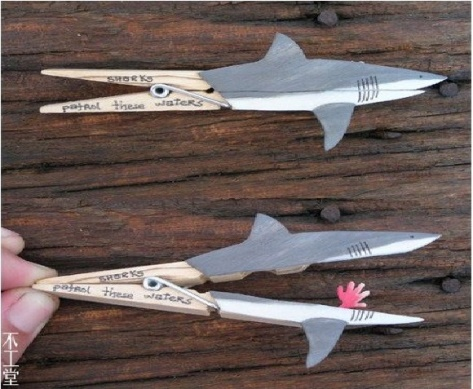 SHARKS
patrol these waters
SHARKS
patrol these waters
不工堂